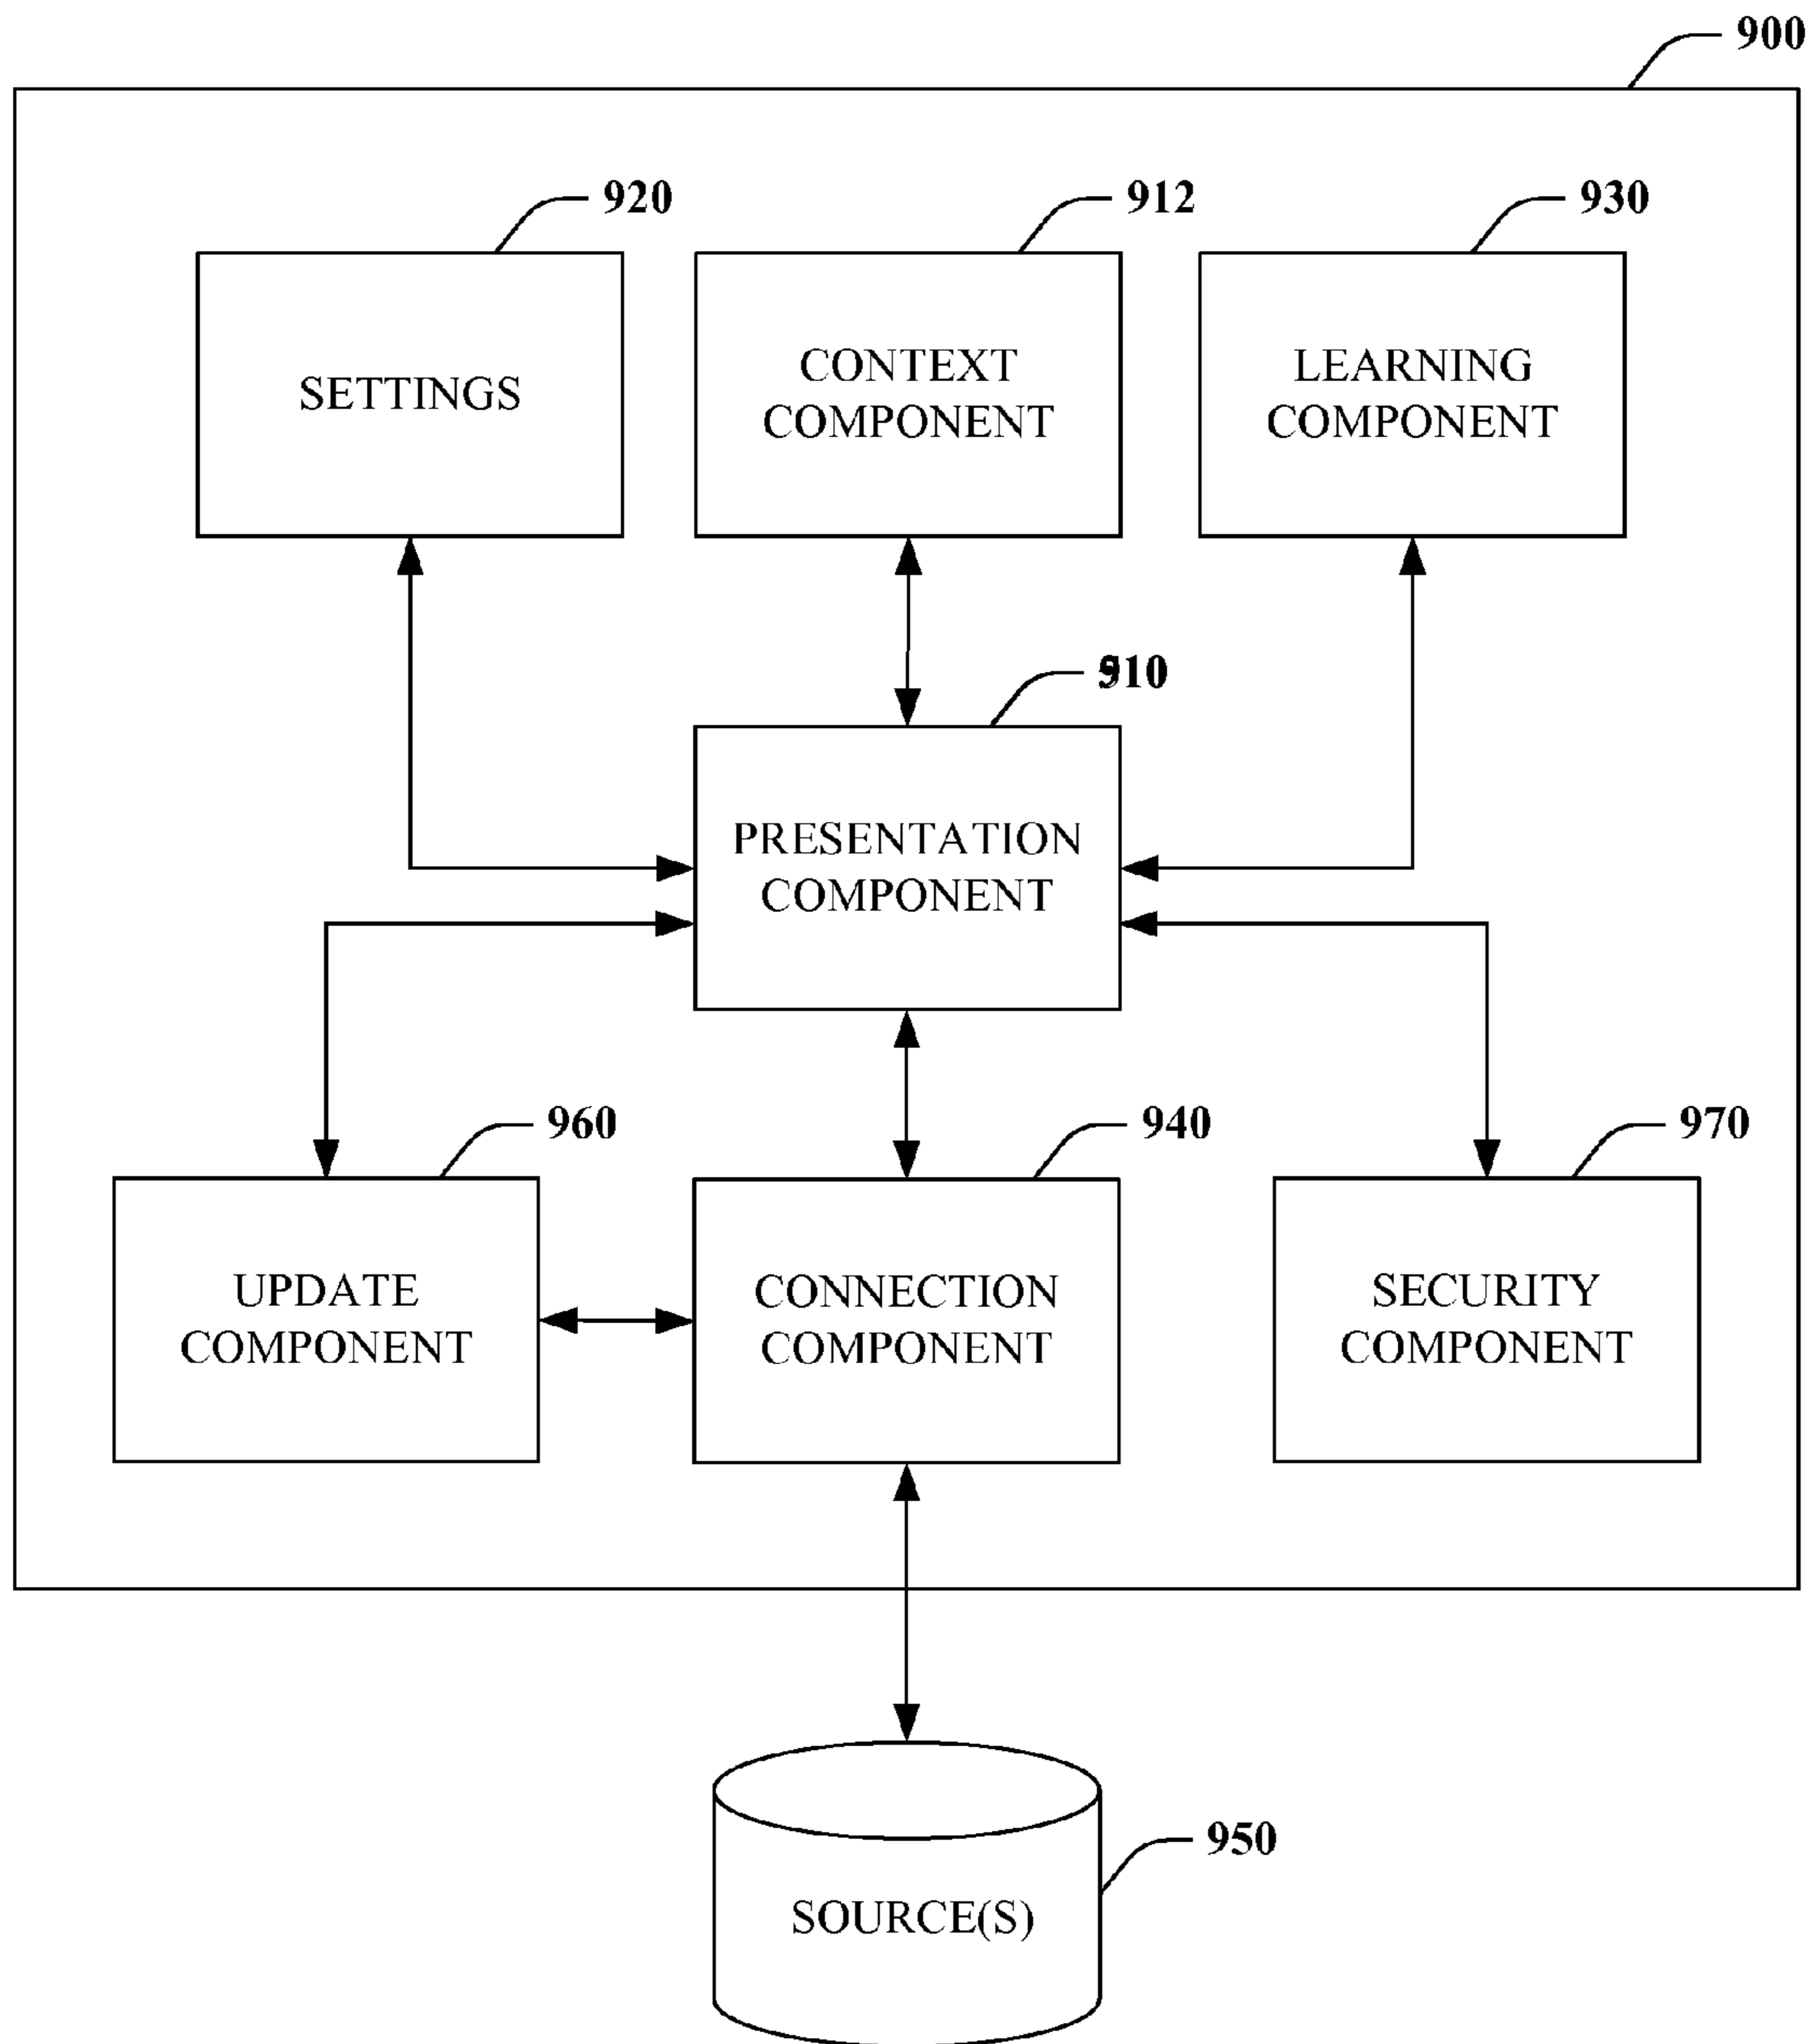 900
920
912
930
SETTINGS
CONTEXT
COMPONENT
LEARNING
COMPONENT
910
PRESENTATION
COMPONENT
960
940
970
UPDATE
COMPONENT
CONNECTION
COMPONENT
SECURITY
COMPONENT
950
SOURCE(S)